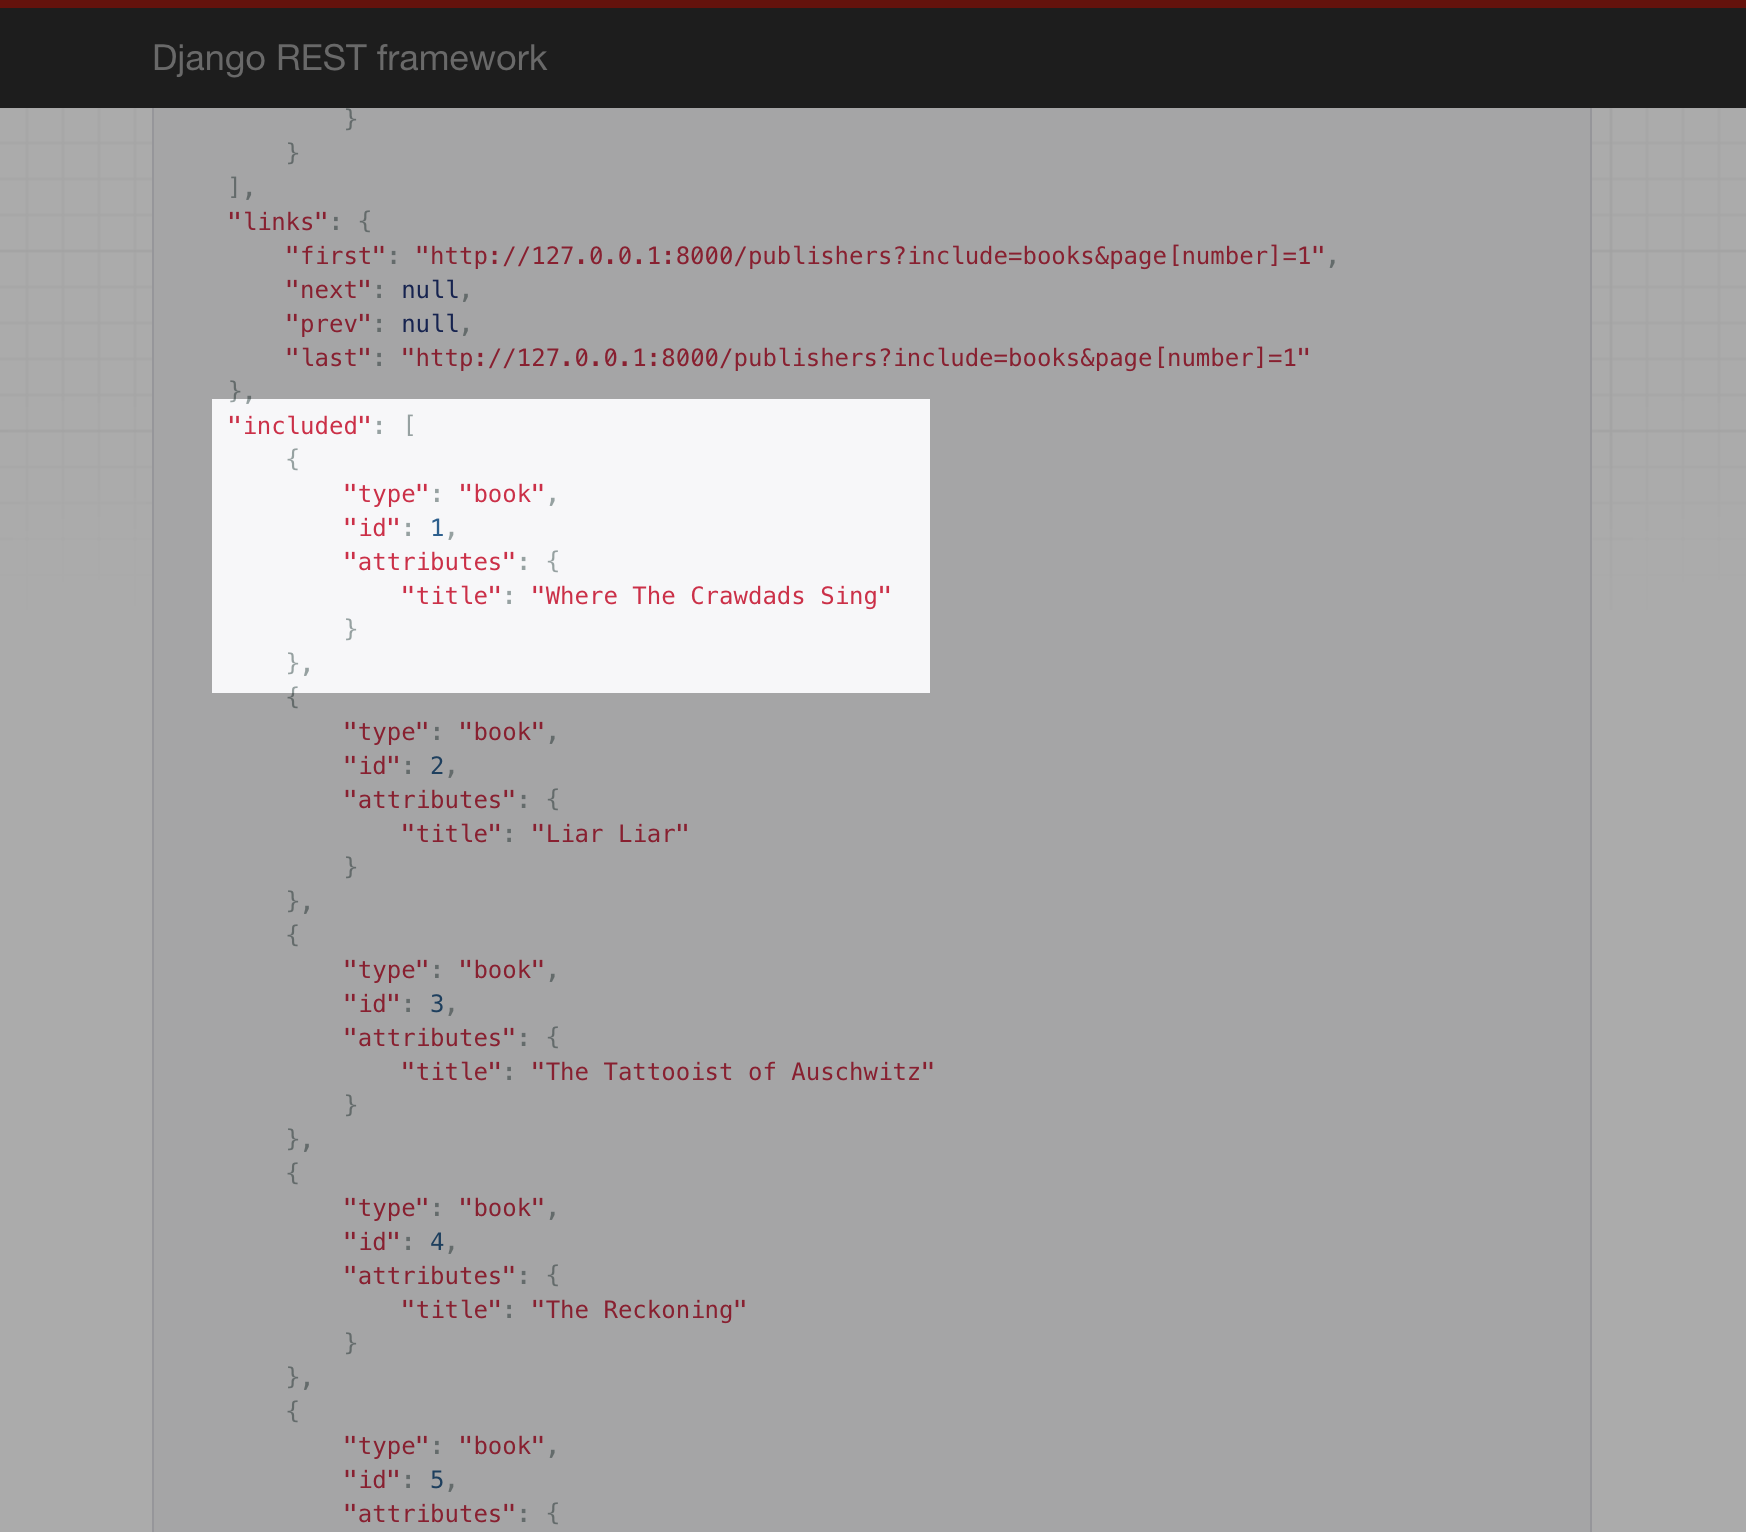 Django REST framework
            }
        }
    ],
    "links": {
        "first": "http://127.0.0.1:8000/publishers?include=books&page[number]=1",
        "next": null,
        "prev": null,
        "last": "http://127.0.0.1:8000/publishers?include=books&page[number]=1"
    },
    "included": [
        {
            "type": "book",
            "id": 1,
            "attributes": {
                "title": "Where The Crawdads Sing"
            }
        },
        {
            "type": "book",
            "id": 2,
            "attributes": {
                "title": "Liar Liar"
            }
        },
        {
            "type": "book",
            "id": 3,
            "attributes": {
                "title": "The Tattooist of Auschwitz"
            }
        },
        {
            "type": "book",
            "id": 4,
            "attributes": {
                "title": "The Reckoning"
            }
        },
        {
            "type": "book",
            "id": 5,
            "attributes": {